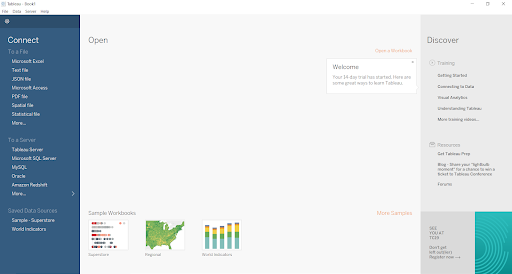 Tableau - Book1
File Data Server Help
Connect
To a File
Microsoft Excel
Text file
JSON file
Microsoft Access
PDF file
Spatial file
Statistical file
More...
To a Server
Tableau Server
Microsoft SQL Server
MySQL
Oracle
Amazon Redshift
More...
Saved Data Sources
Sample - Superstore
World Indicators
Open
Open a Workbook
Welcome
Your 14-day trial has started. Here are
some great ways to learn Tableau.
Sample Workbooks
More Samples
Superstore
Regional
World Indicators
Discover
Training
Getting Started
Connecting to Data
Visual Analytics
Understanding Tableau
More training videos...
Resources
Get Tableau Prep
Blog - Share your "lightbulb
moment" for a chance to win a
ticket to Tableau Conference
Forums
SEE
YOU AT
Don't get
left out(ier)
Register now